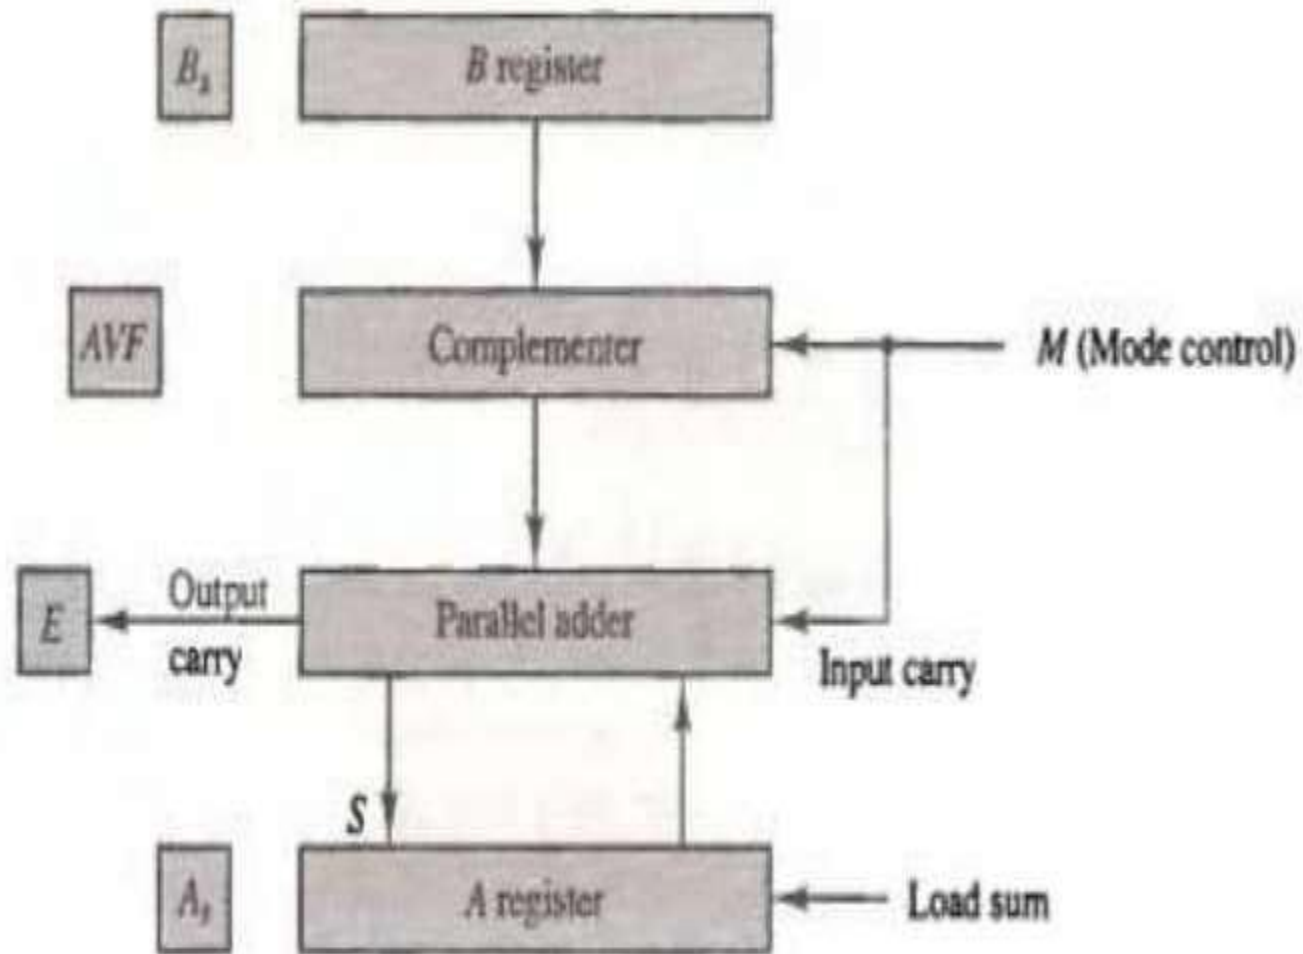 Bs
B register
AVF
Complementer
M (Mode control)
E
Output
carry
Parallel adder
Input carry
S
As
A register
Load sum